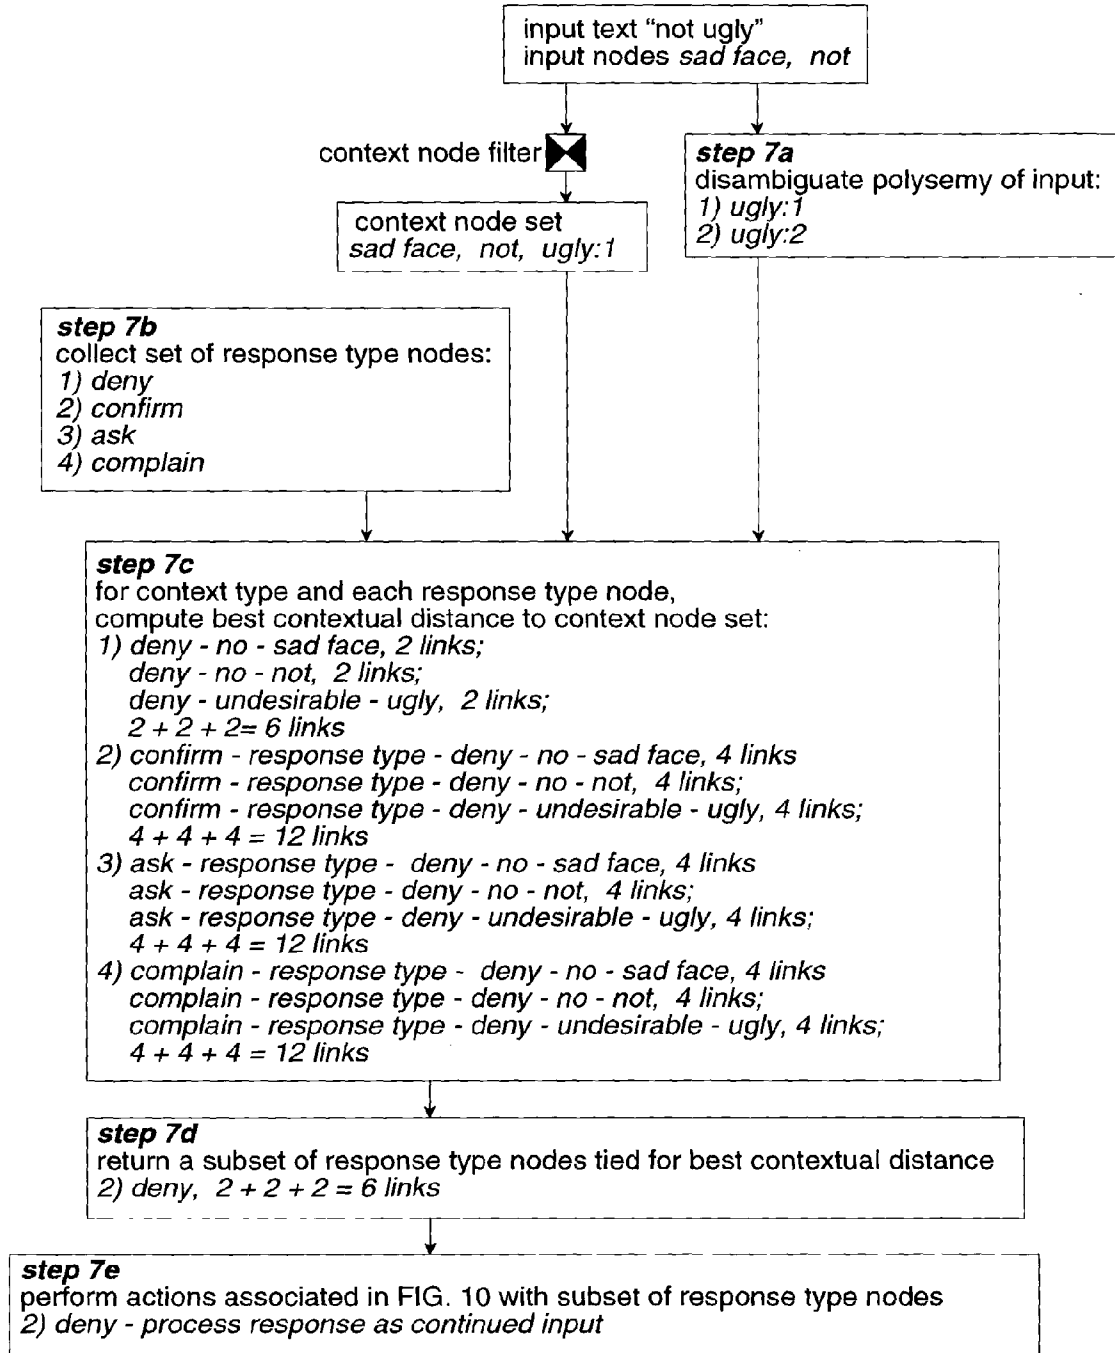 input text “not ugly”
input nodes sad face, not
context node filter
step 7a
disambiguate polysemy of input:
1) ugly:1
2) ugly:2
context node set
sad face, not, ugly:1
step 7b
collect set of response type nodes:
1) deny
2) confirm
3) ask
4) complain
step 7c
for context type and each response type node,
compute best contextual distance to context node set:
1) deny - no - sad face, 2 links;
deny - no - not, 2 links;
deny - undesirable - ugly, 2 links;
2 + 2 + 2= 6 links
2) confirm - response type - deny - no - sad face, 4 links
confirm - response type - deny - no - not, 4 links;
confirm - response type - deny - undesirable - ugly, 4 links;
4 + 4 + 4 = 12 links
3) ask - response type - deny - no - sad face, 4 links
ask - response type - deny - no - not, 4 links;
ask - response type - deny - undesirable - ugly, 4 links;
4 + 4 + 4 = 12 links
4) complain - response type - deny - no - sad face, 4 links
complain - response type - deny - no - not, 4 links;
complain - response type - deny - undesirable - ugly, 4 links;
4 + 4 + 4 = 12 links
step 7d
return a subset of response type nodes tied for best contextual distance
2) deny, 2 + 2 + 2 = 6 links
step 7e
perform actions associated in FIG. 10 with subset of response type nodes
2) deny - process response as continued input